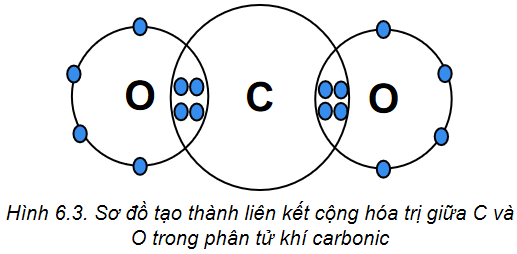 O C O
Hình 6.3. Sơ đồ tạo thành liên kết cộng hóa trị giữa C và
O trong phân tử khí carbonic